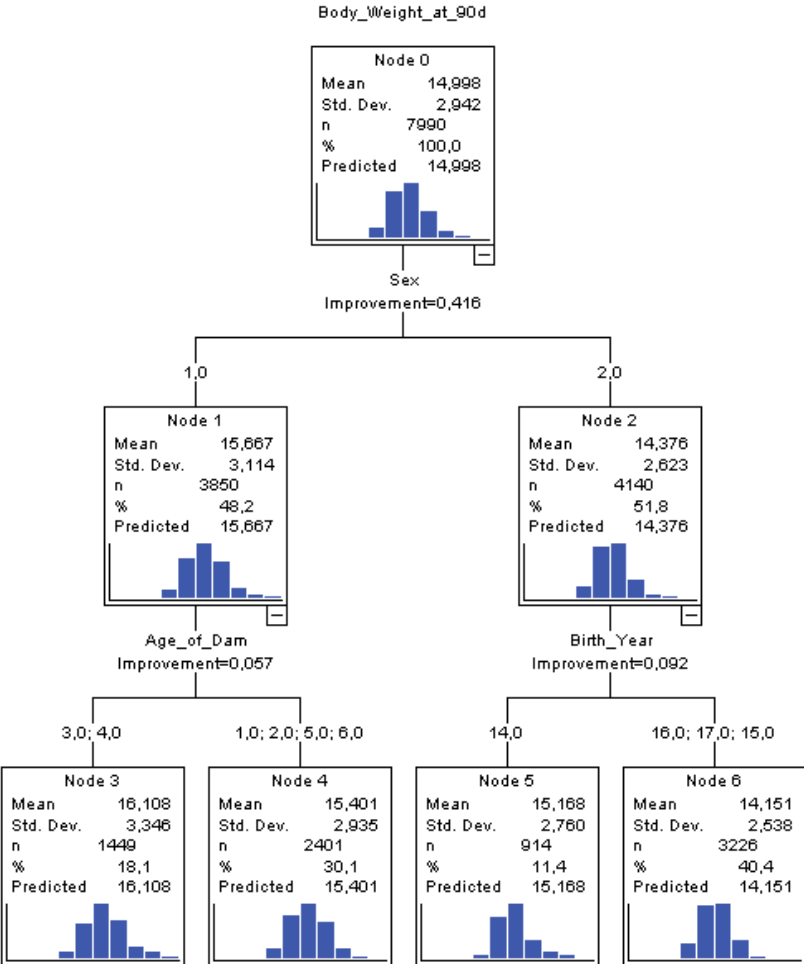 Body_Weight_at_90d
Node 0
Mean 14,998
Std. Dev. 2,942
n 7990
% 100,0
Predicted 14,998
Sex
Improvement=0,416
1,0
2,0
Node 1
Mean 15,667
Std. Dev. 3,114
n 3850
% 48,2
Predicted 15,667
Node 2
Mean 14,376
Std. Dev. 2,623
n 4140
% 51,8
Predicted 14,376
Age_of_Dam
Improvement=0,057
Birth_Year
Improvement=0,092
3,0; 4,0
1,0; 2,0; 5,0; 6,0
14,0
16,0; 17,0; 15,0
Node 3
Mean 16,108
Std. Dev. 3,346
n 1449
% 18,1
Predicted 16,108
Node 4
Mean 15,401
Std. Dev. 2,935
n 2401
% 30,1
Predicted 15,401
Node 5
Mean 15,168
Std. Dev. 2,760
n 914
% 11,4
Predicted 15,168
Node 6
Mean 14,151
Std. Dev. 2,538
n 3226
% 40,4
Predicted 14,151